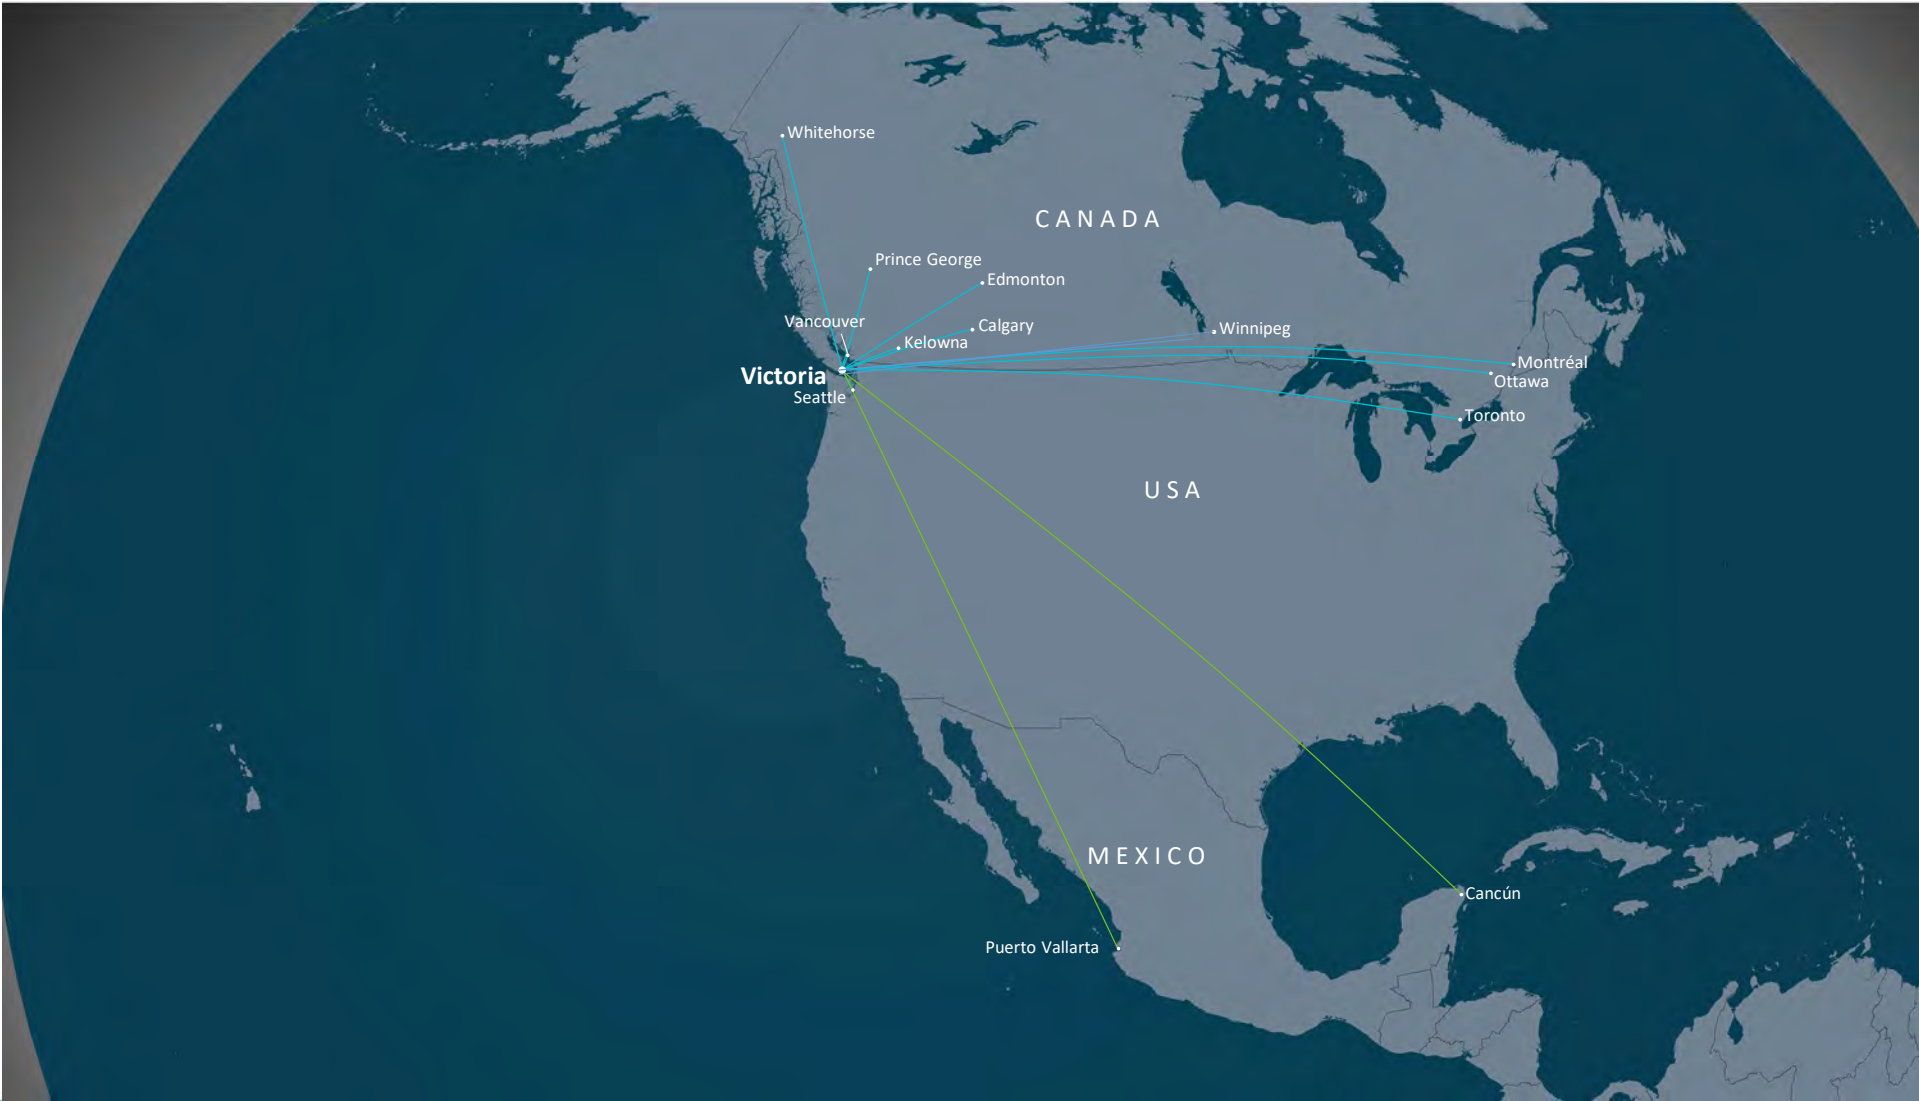 Whitehorse
CANADA
Prince George
Edmonton
Vancouver
Calgary
Winnipeg
Kelowna
Montréal
Victoria
Ottawa
Seattle
Toronto
USA
MEXICO
Cancún
Puerto Vallarta